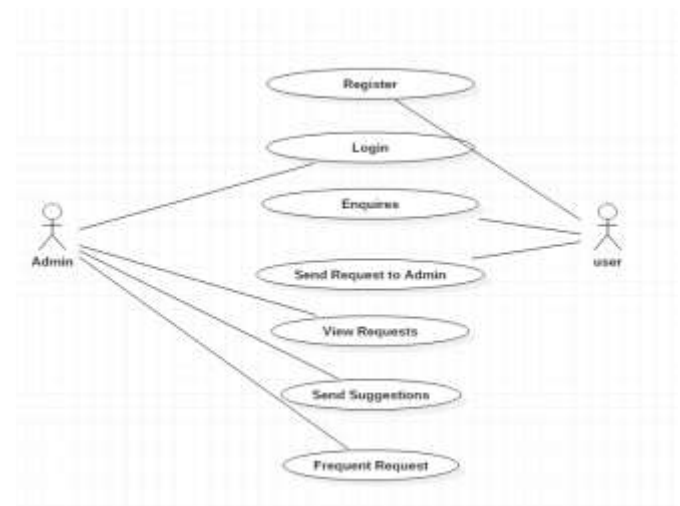 Register
Login
Enquires
Admin
user
Send Request to Admin
View Requests
Send Suggestions
Frequent Request